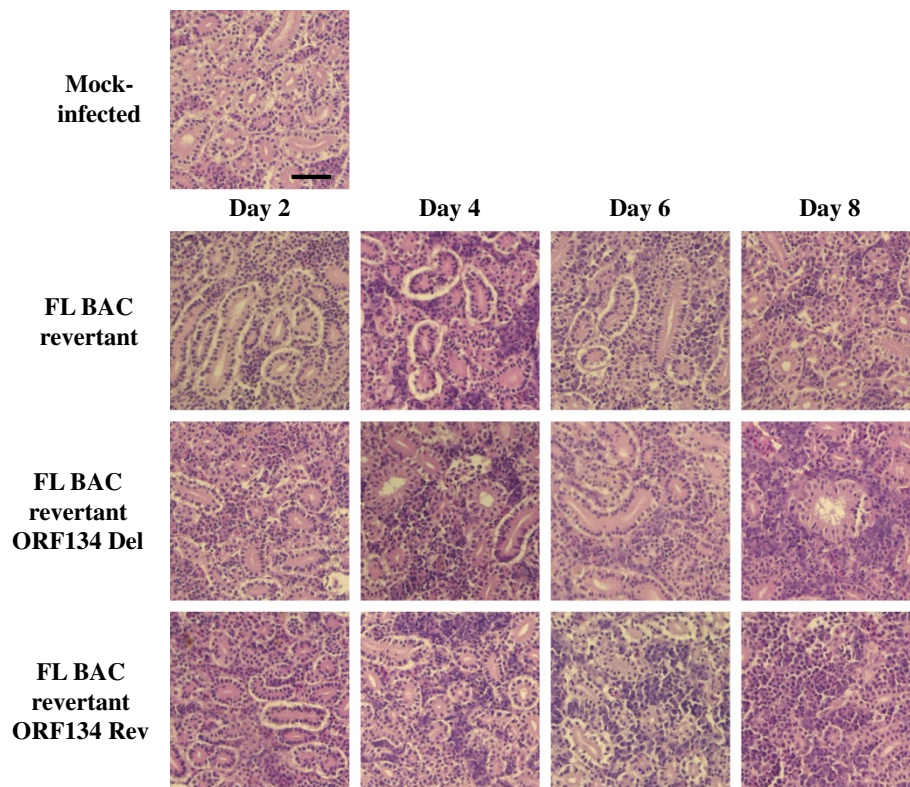 Mock-
infected
Day 2
Day 4
Day 6
Day 8
FL BAC
revertant
FL BAC
revertant
ORF134 Del
FL BAC
revertant
ORF134 Rev